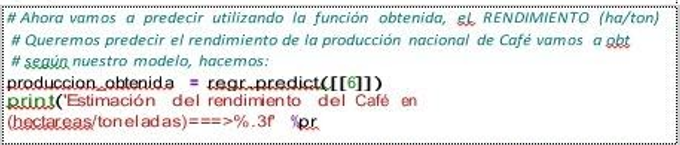 # Ahora vamos a predecir utilizando la función obtenida, eL RENDIMIENTO (ha/ton)
# Queremos predecir el rendimiento de la producción nacional de Café vamos a obt
# según nuestro modelo, hacemos:
produccion_obtenida = regr.predict([[6]])
print('Estimación del rendimiento del Café en
(hectareas/toneladas)===>%.3f' %pr